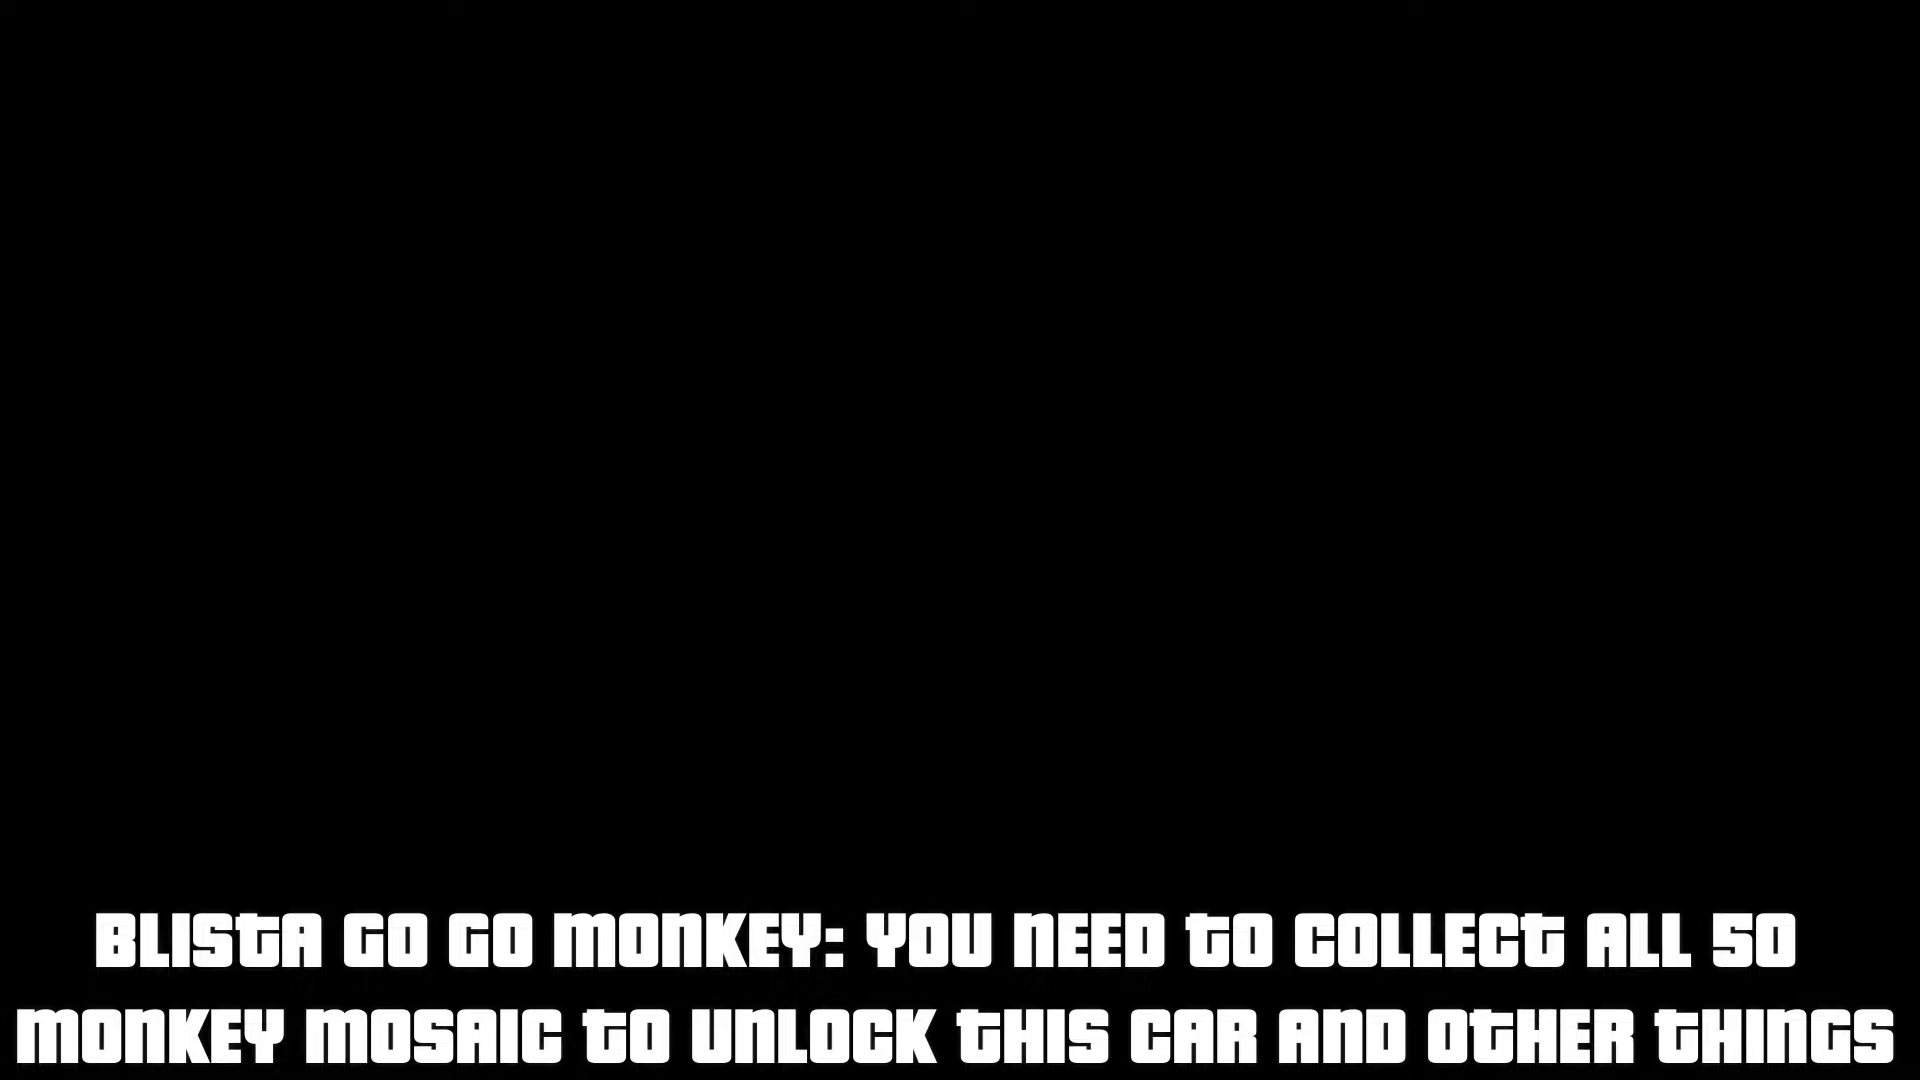 BLISTA GO GO MONKEY: YOU NEED TO COLLECT ALL 50
MONKEY MOSAIC TO UNLOCK THIS CAR AND OTHER THINGS